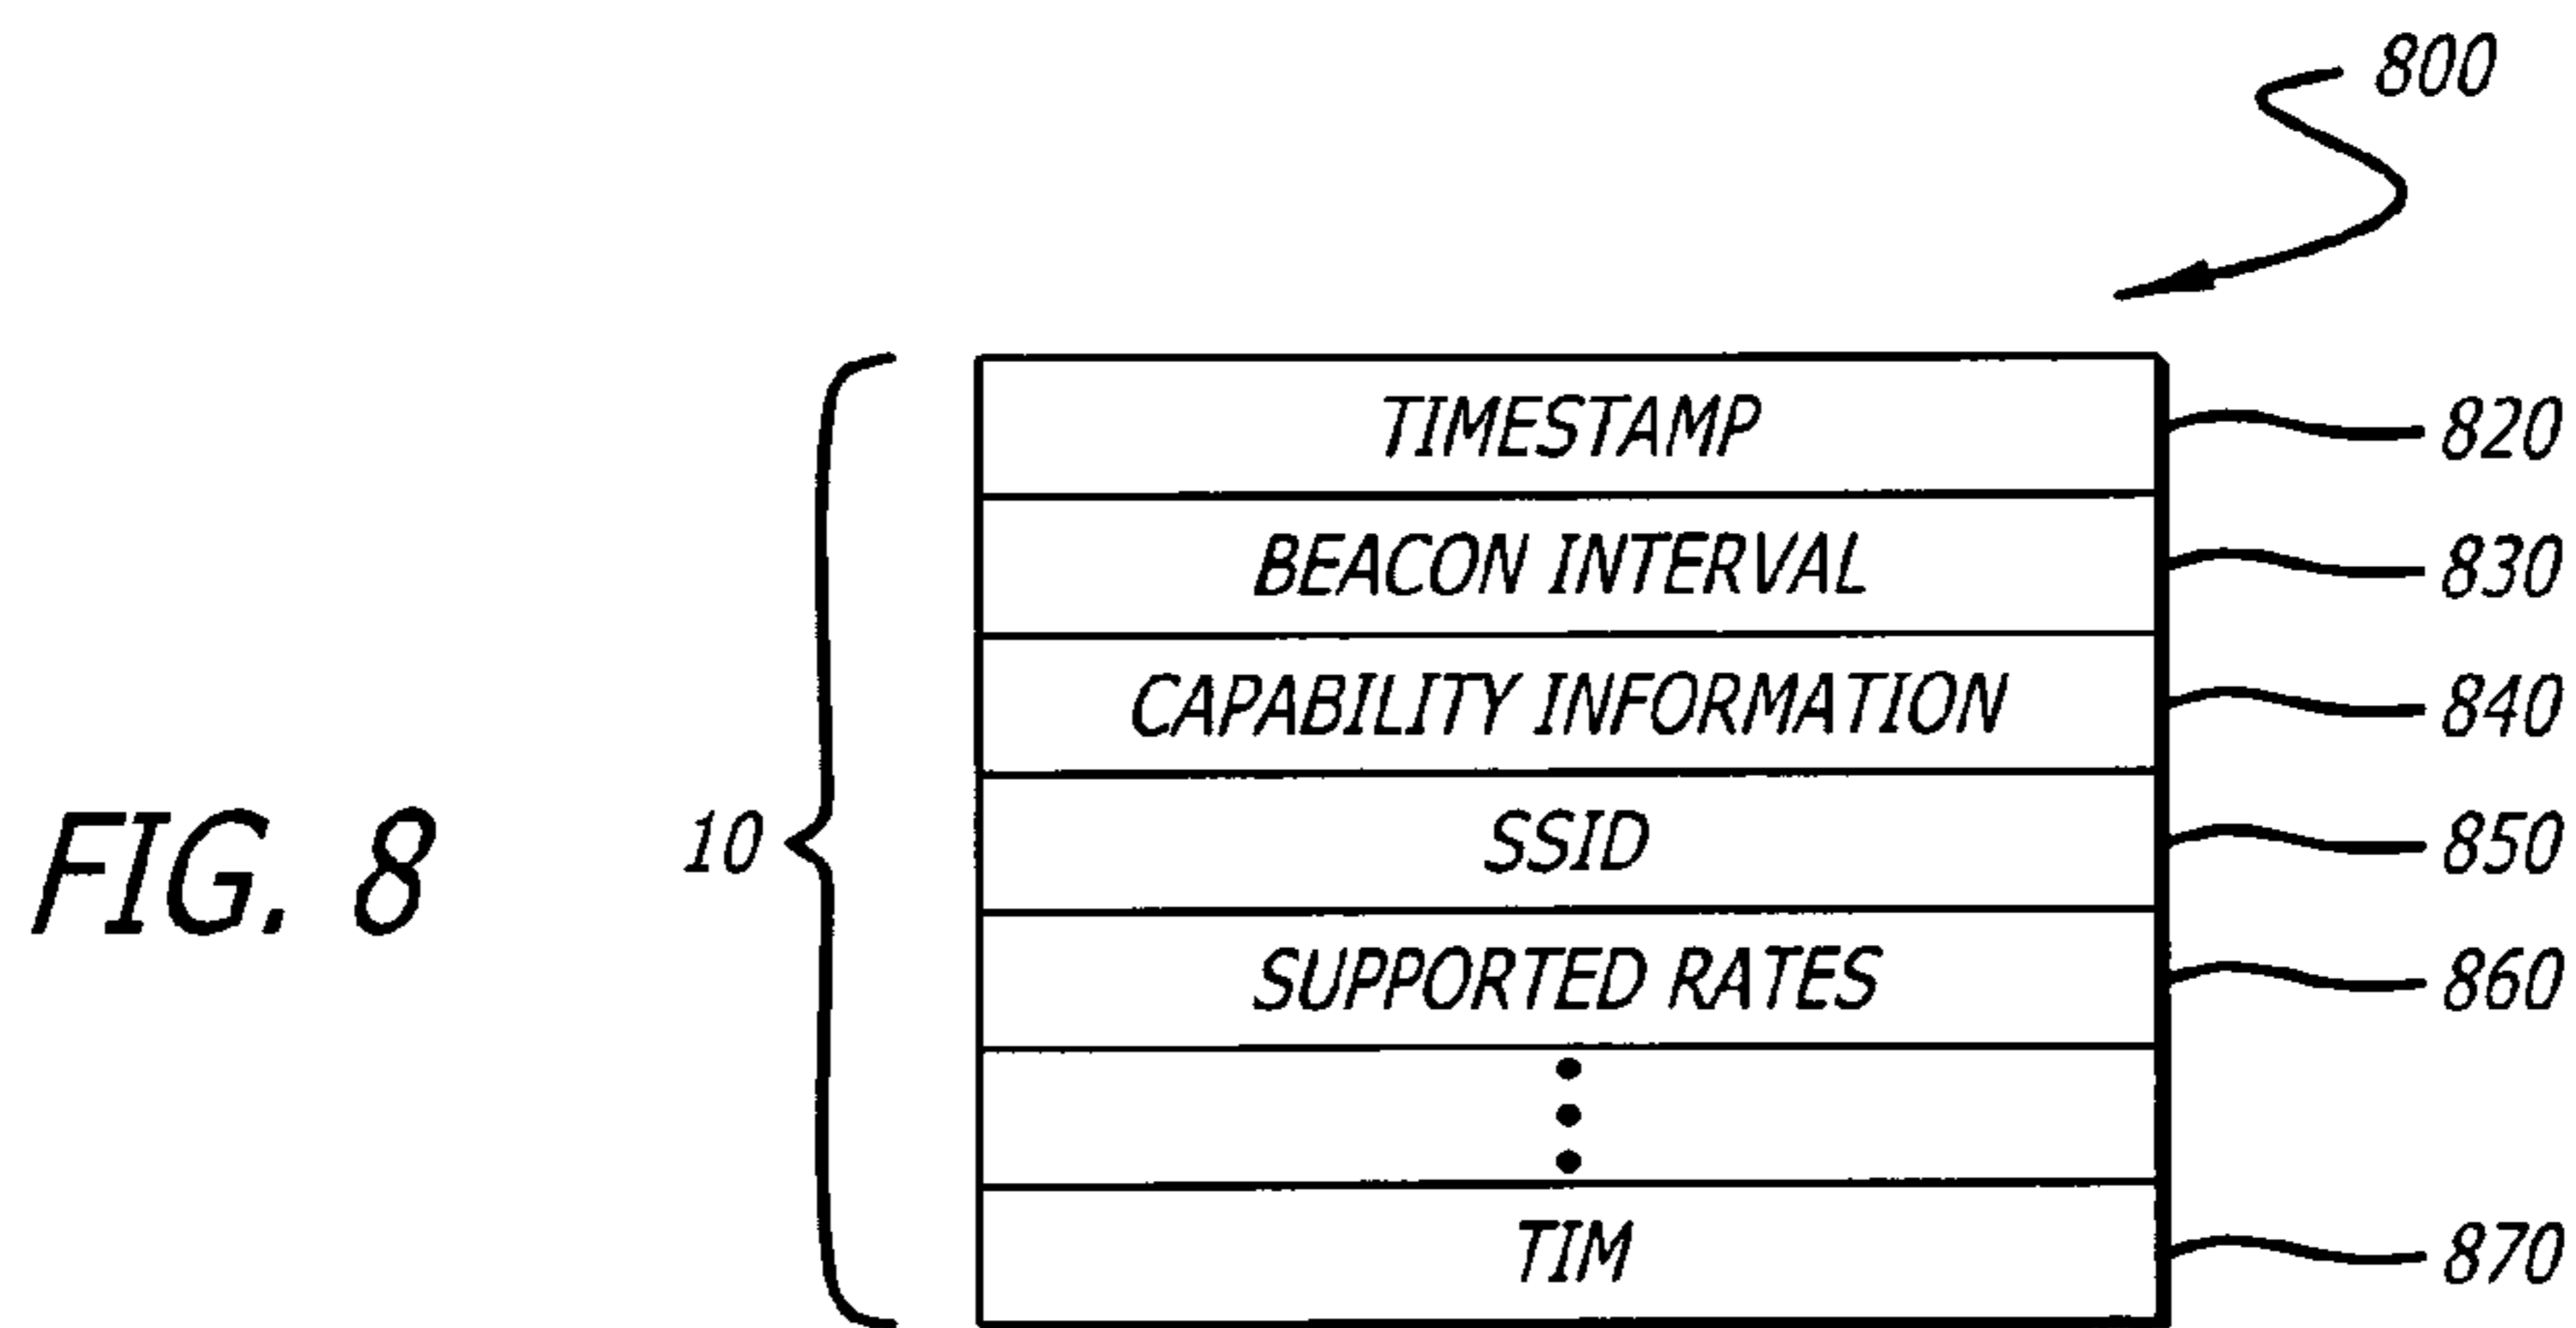 800
TIMESTAMP 820
BEACON INTERVAL 830
CAPABILITY INFORMATION 840
FIG. 8 10 SSID 850
SUPPORTED RATES 860
TIM 870